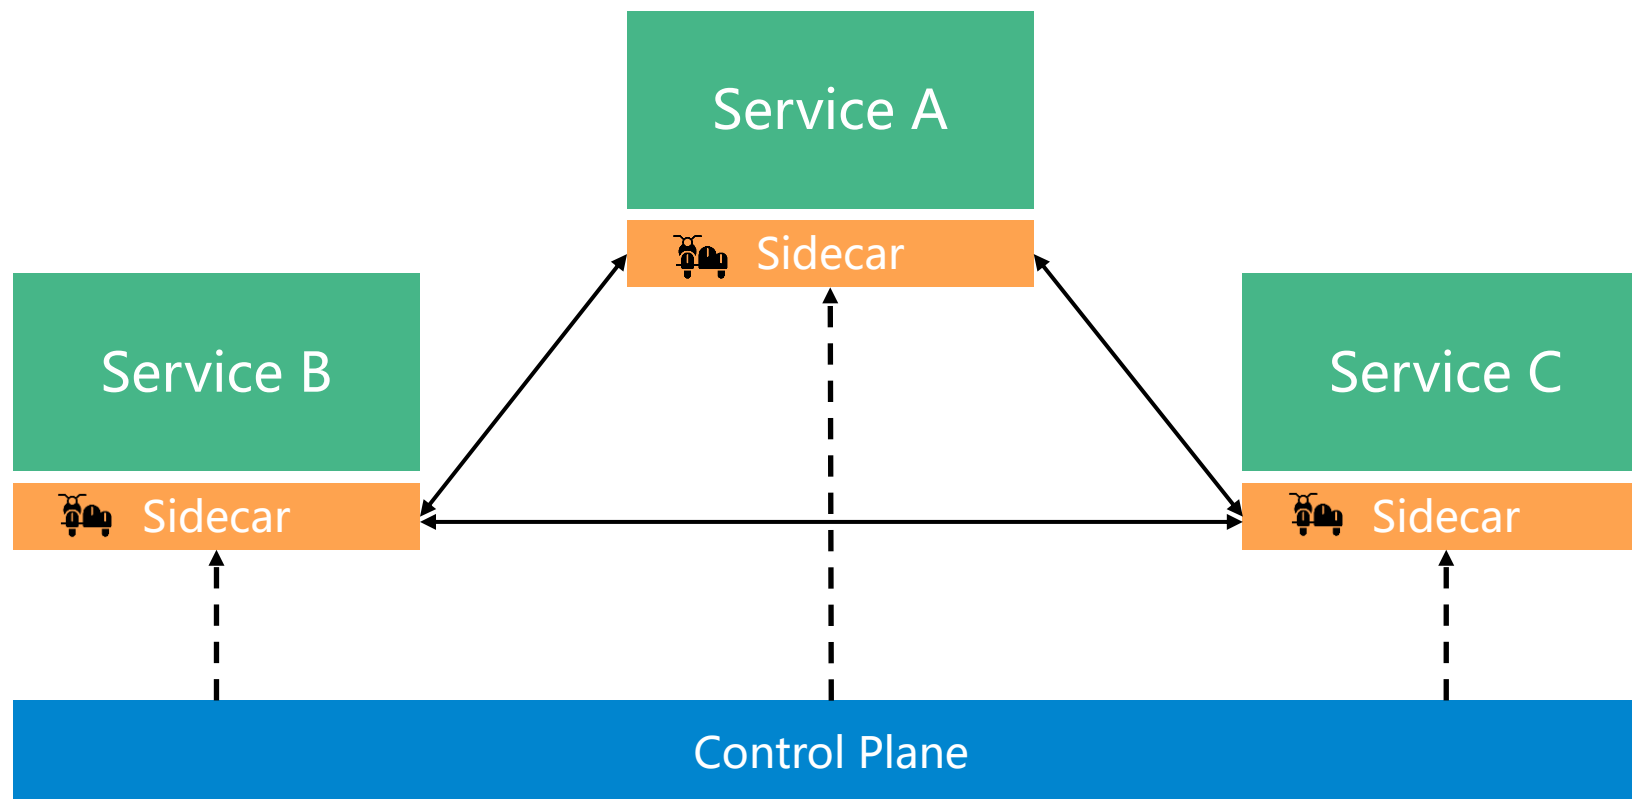 Service A
Sidecar
Service B
Service C
Sidecar
Sidecar
Control Plane